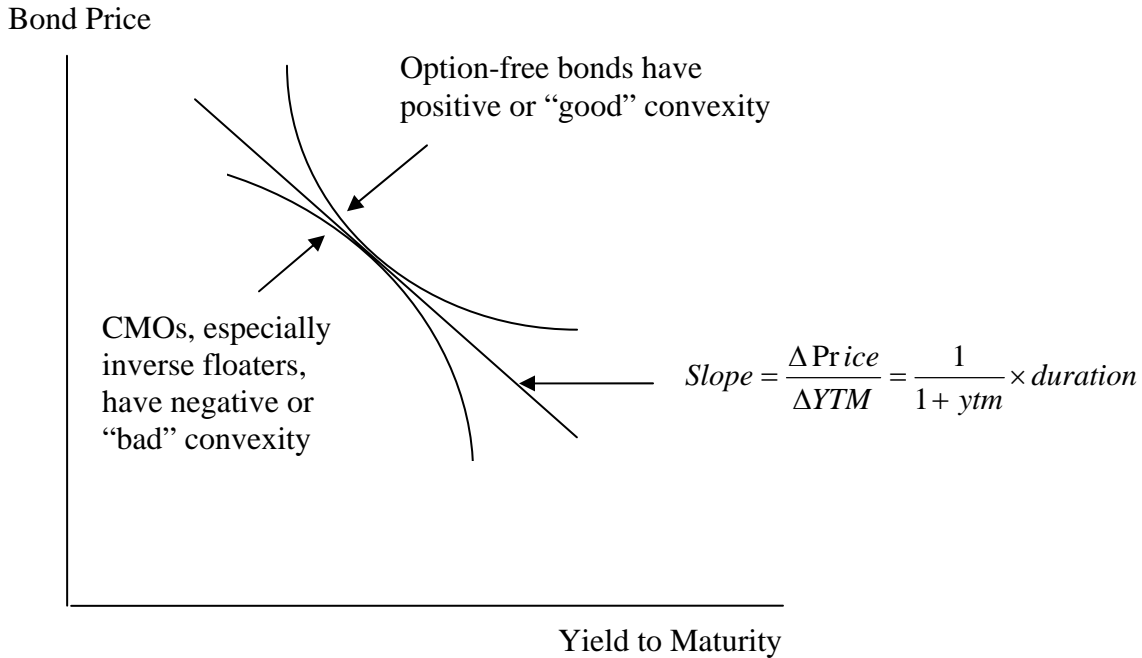 Bond Price
Option-free bonds have
positive or “good” convexity
CMOs, especially
inverse floaters,
have negative or
“bad” convexity
Slope = ΔPrice / ΔYTM = 1 / (1 + ytm) × duration
Yield to Maturity